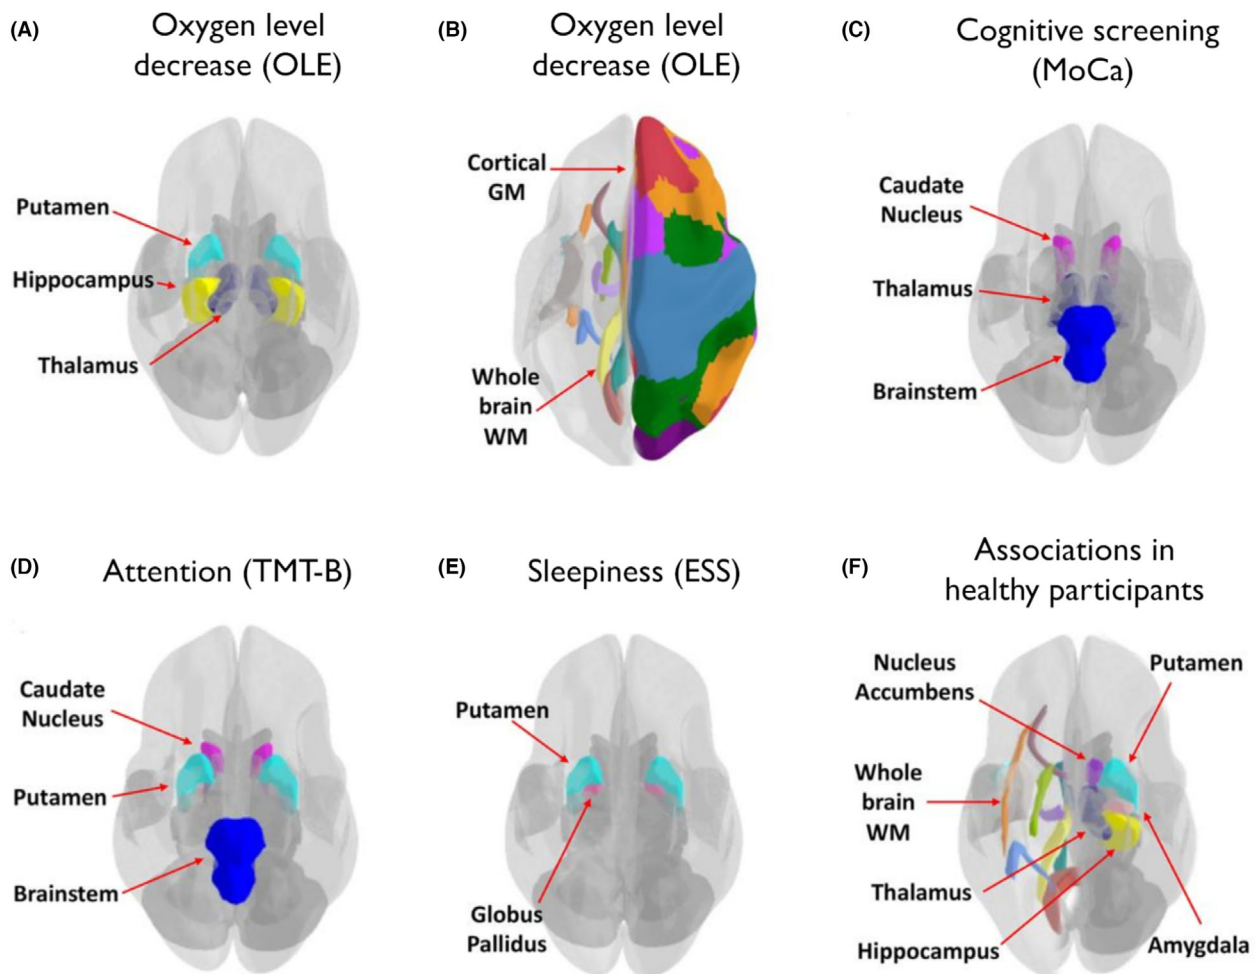 (A)
Oxygen level
decrease (OLE)
Putamen
Hippocampus
Thalamus
(B)
Oxygen level
decrease (OLE)
Cortical
GM
Whole
brain
WM
(C)
Cognitive screening
(MoCa)
Caudate
Nucleus
Thalamus
Brainstem
(D)
Attention (TMT-B)
Caudate
Nucleus
Putamen
Brainstem
(E)
Sleepiness (ESS)
Putamen
Globus
Pallidus
(F)
Associations in
healthy participants
Nucleus
Accumbens
Putamen
Whole
brain
WM
Thalamus
Hippocampus
Amygdala